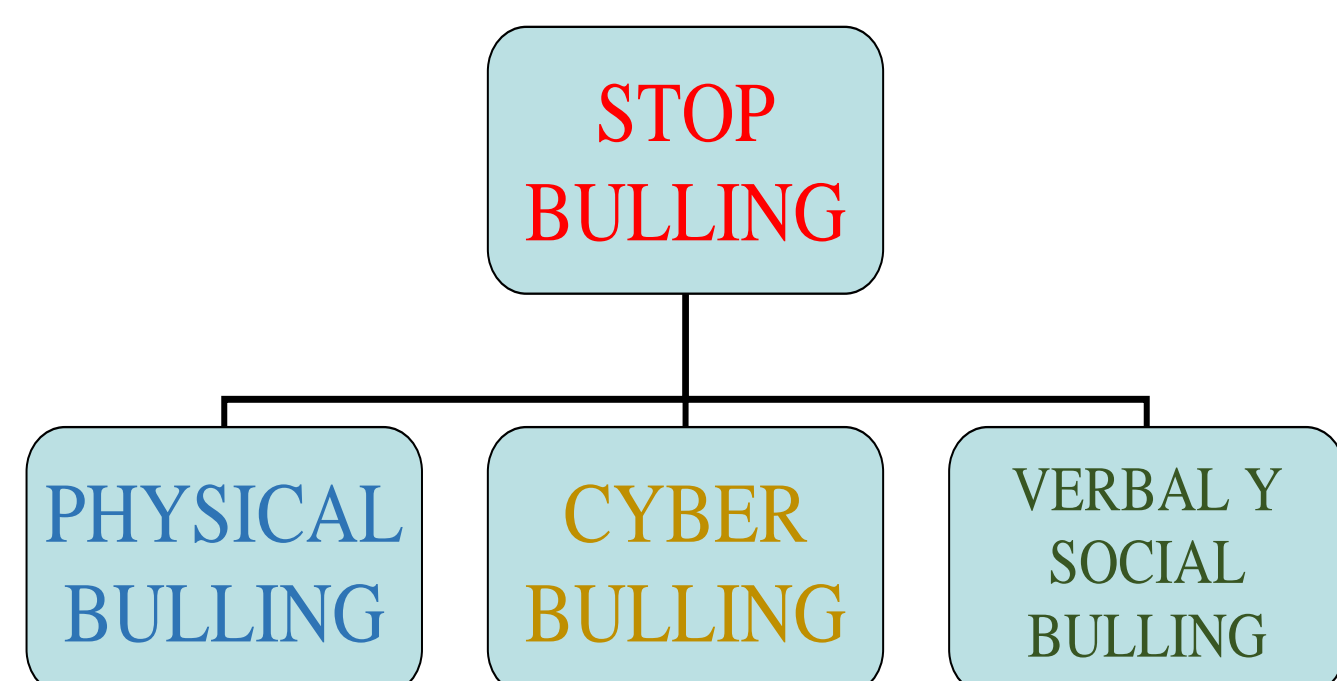 STOP
BULLING
PHYSICAL
BULLING
CYBER
BULLING
VERBAL Y
SOCIAL
BULLING